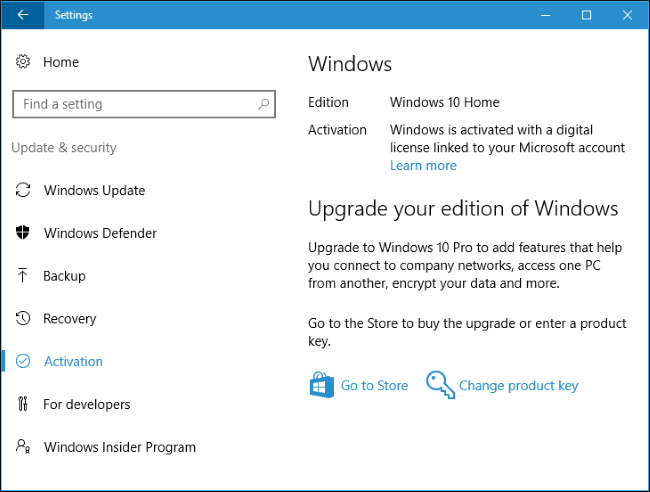 Settings
Home
Find a setting
Update & security
Windows Update
Windows Defender
Backup
Recovery
Activation
For developers
Windows Insider Program
Windows
Edition Windows 10 Home
Activation Windows is activated with a digital
license linked to your Microsoft account
Learn more
Upgrade your edition of Windows
Upgrade to Windows 10 Pro to add features that help
you connect to company networks, access one PC
from another, encrypt your data and more.
Go to the Store to buy the upgrade or enter a product
key.
Go to Store Change product key